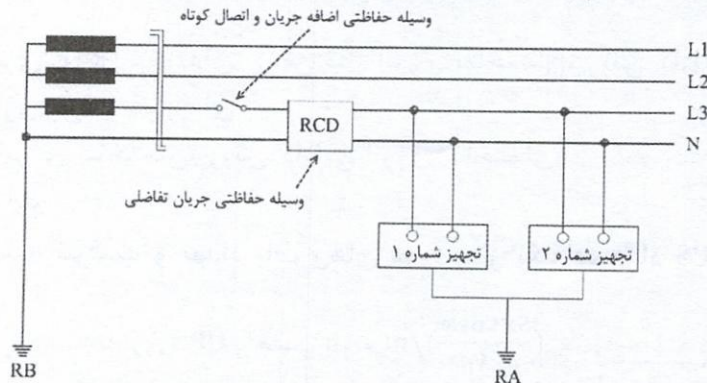 وسیله حفاظتی اضافه جریان و اتصال کوتاه
L1
L2
L3
RCD
N
وسیله حفاظتی جریان تفاضلی
تجهیز شماره ۱
تجهیز شماره ۲
RB
RA